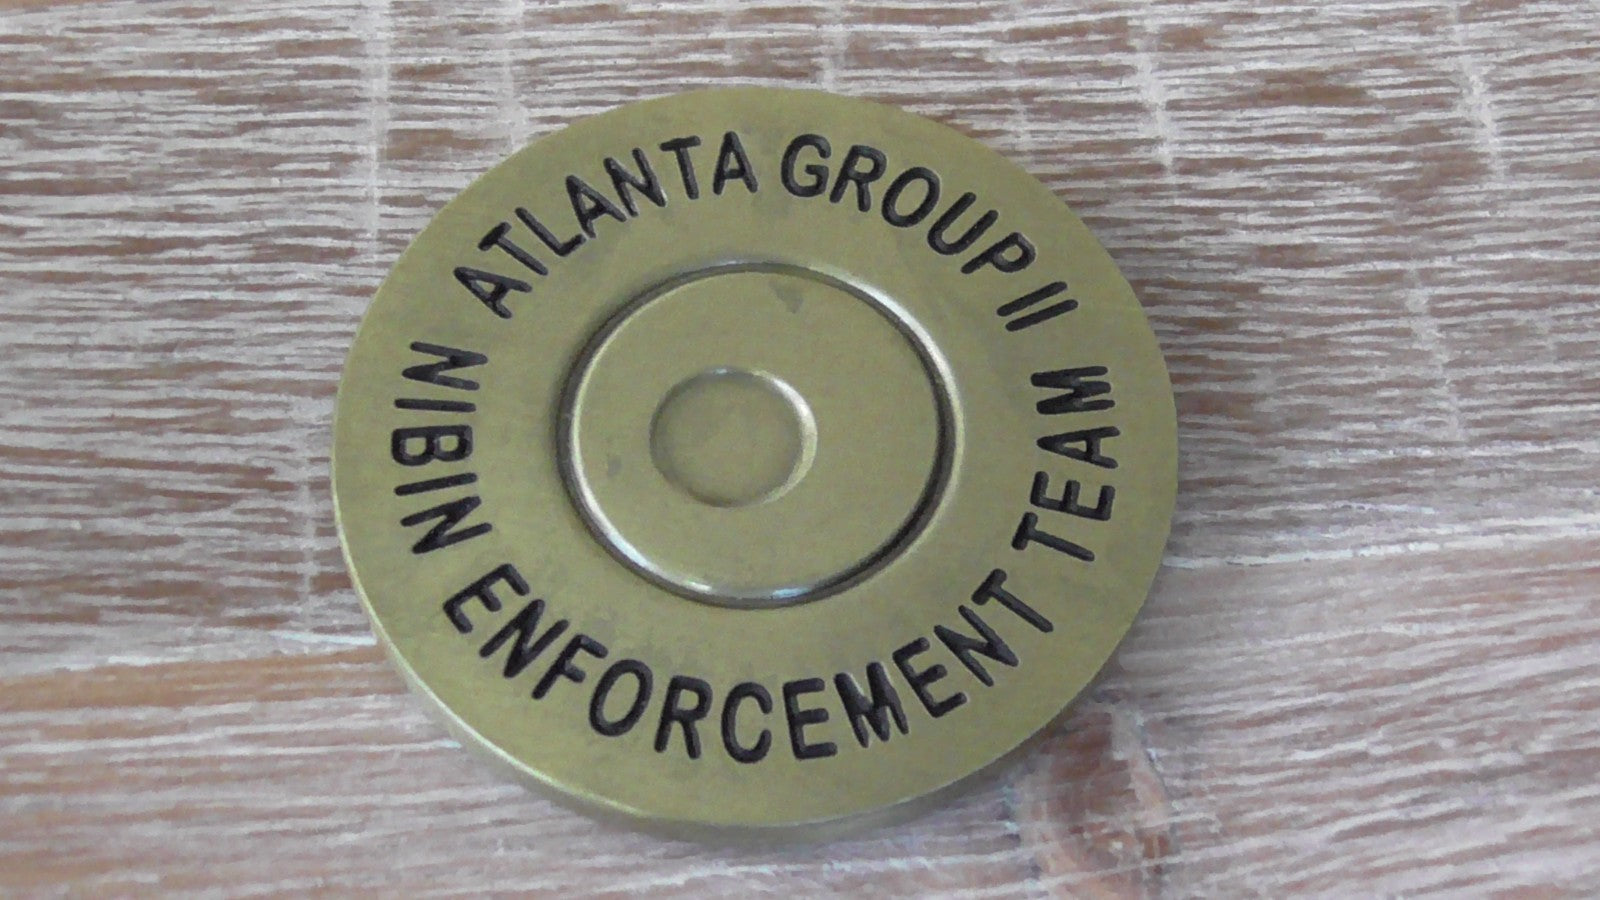 ATLANTA GROUP II
NIBIN ENFORCEMENT TEAM